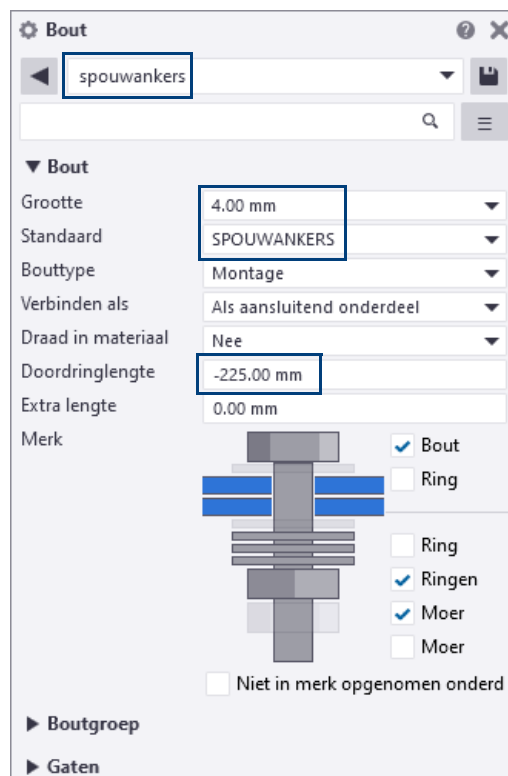 Bout
spouwankers
Bout
Grootte 4.00 mm
Standaard SPOUWANKERS
Bouttype Montage
Verbinden als Als aansluitend onderdeel
Draad in materiaal Nee
Doordringlengte -225.00 mm
Extra lengte 0.00 mm
Merk
Bout
Ring
Ring
Ringen
Moer
Moer
Niet in merk opgenomen onderd
Boutgroep
Gaten